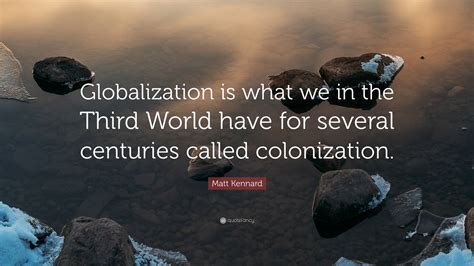 Globalization is what we in the
Third World have for several
centuries called colonization.
Matt Kennard
quotefancy